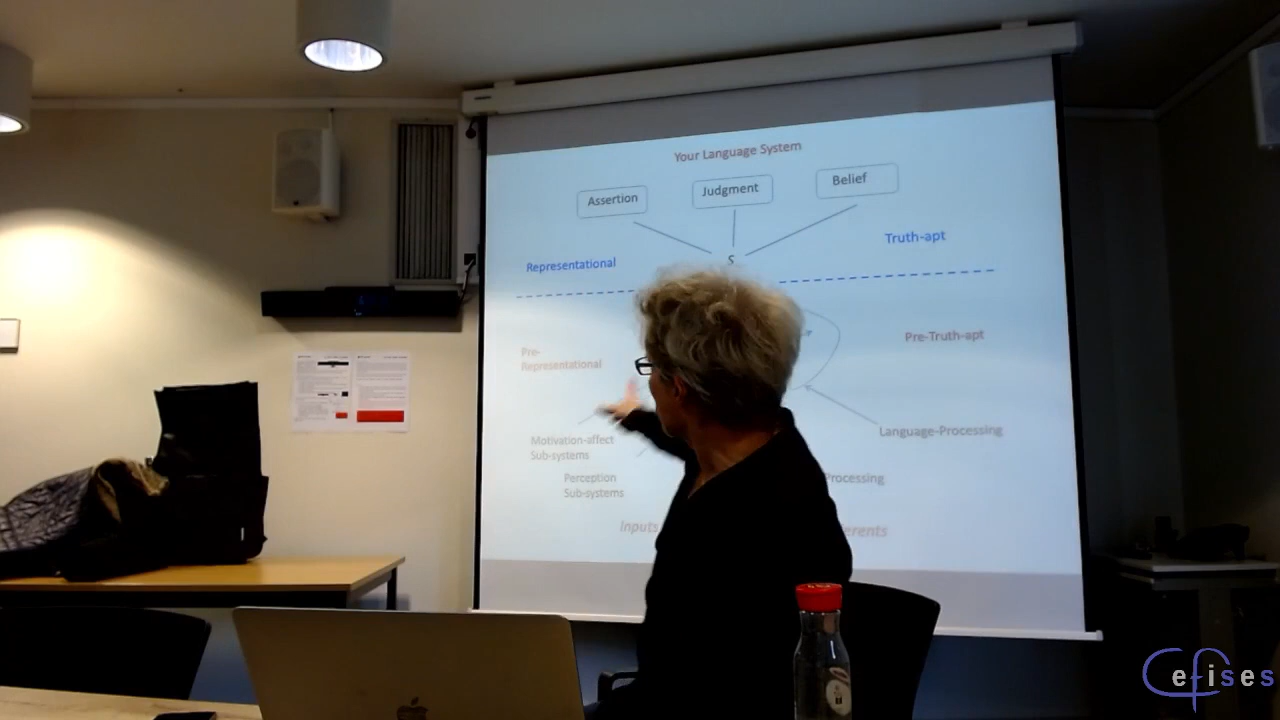 Your Language System
Assertion
Judgment
Belief
S
Representational
Truth-apt
Pre-
Representational
Pre-Truth-apt
Motivation-affect
Sub-systems
Language-Processing
Perception
Sub-systems
Processing
Inputs
erents
efises